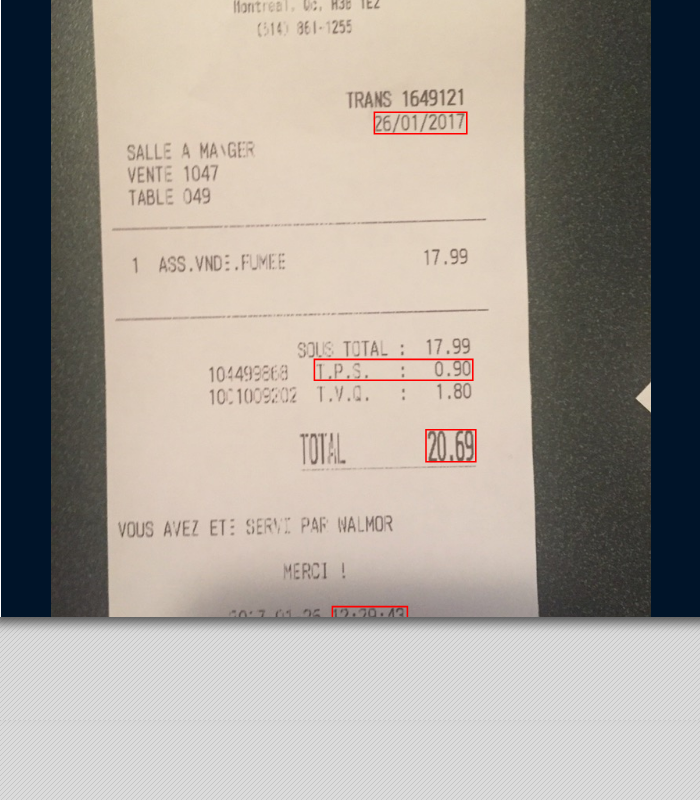 Montreal, Qc, H3B 1E2
(514) 861-1255
TRANS 1649121
26/01/2017
SALLE A MANGER
VENTE 1047
TABLE 049
1 ASS.VNDE.FUMEE 17.99
SOUS TOTAL : 17.99
104499868 T.P.S. : 0.90
1001009202 T.V.Q. : 1.80
TOTAL 20.69
VOUS AVEZ ETE SERVI PAR WALMOR
MERCI !
2017-01-26 12:29:43